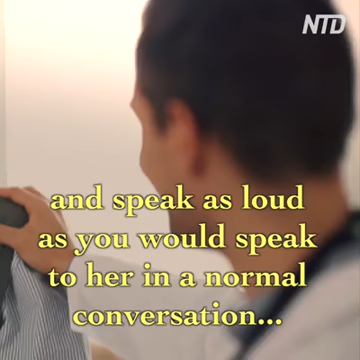 NTD
and speak as loud
as you would speak
to her in a normal
conversation...